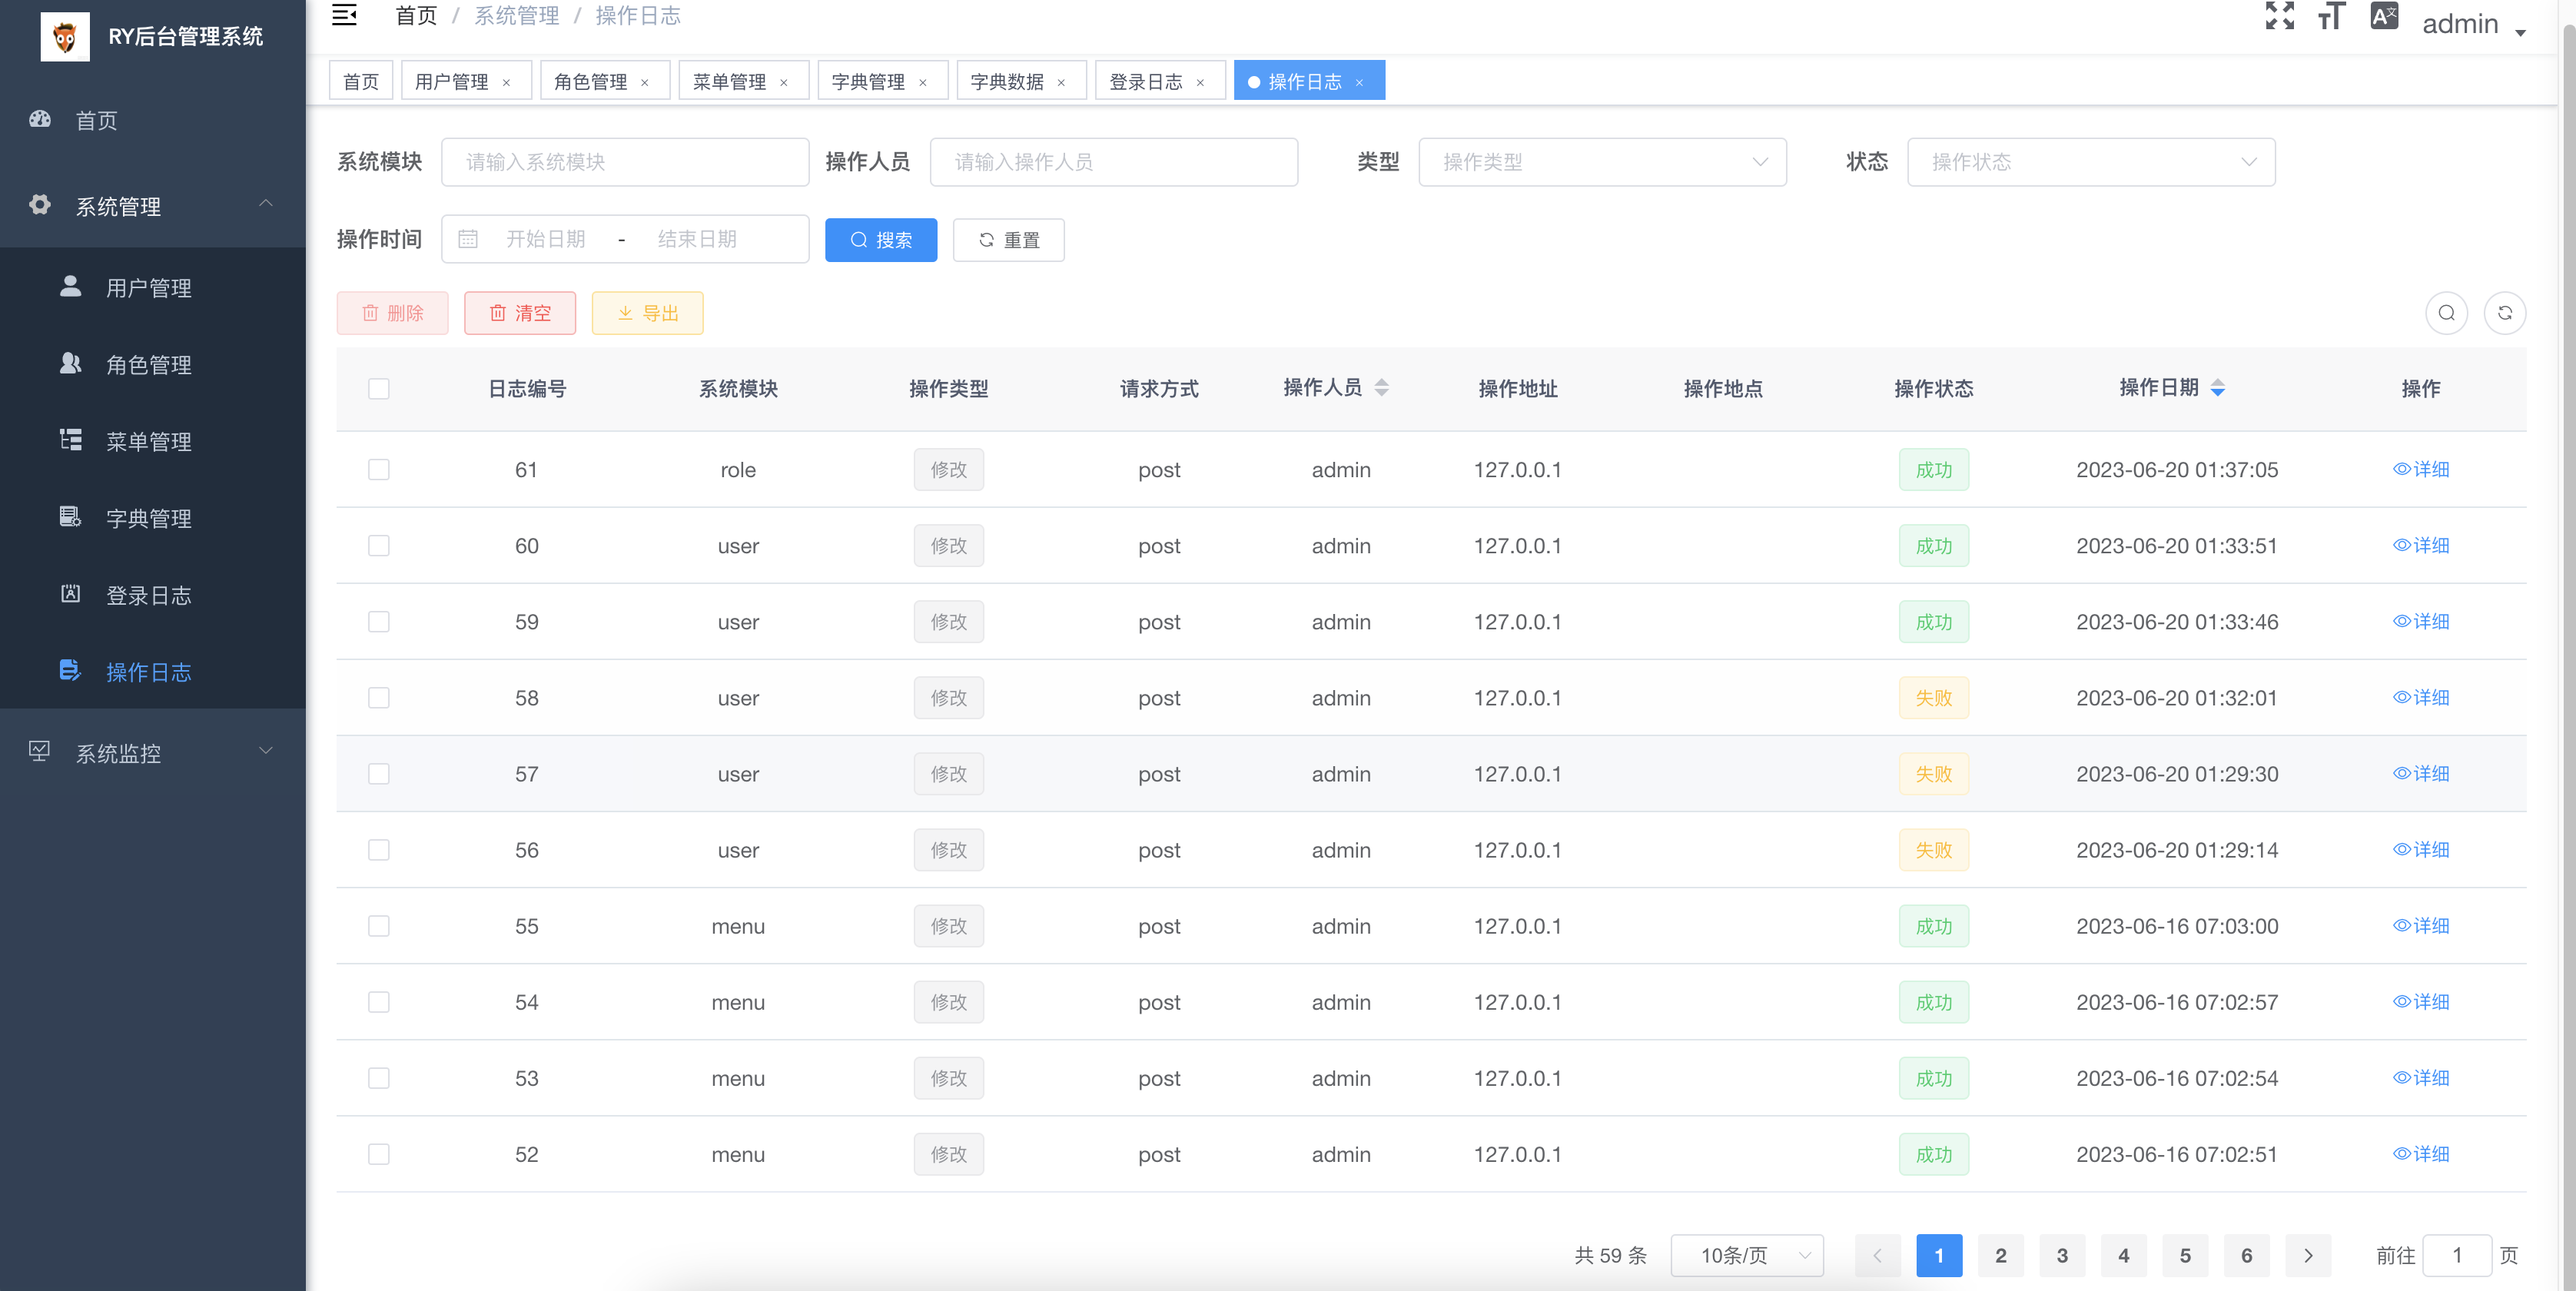 RY后台管理系统
首页
系统管理
用户管理
角色管理
菜单管理
字典管理
登录日志
操作日志
系统监控
首页 / 系统管理 / 操作日志
admin
首页 用户管理 × 角色管理 × 菜单管理 × 字典管理 × 字典数据 × 登录日志 × 操作日志 ×
系统模块 请输入系统模块 操作人员 请输入操作人员 类型 操作类型 状态 操作状态
操作时间 开始日期 - 结束日期 搜索 重置
删除 清空 导出
日志编号 系统模块 操作类型 请求方式 操作人员 操作地址 操作地点 操作状态 操作日期 操作
61 role 修改 post admin 127.0.0.1 成功 2023-06-20 01:37:05 详细
60 user 修改 post admin 127.0.0.1 成功 2023-06-20 01:33:51 详细
59 user 修改 post admin 127.0.0.1 成功 2023-06-20 01:33:46 详细
58 user 修改 post admin 127.0.0.1 失败 2023-06-20 01:32:01 详细
57 user 修改 post admin 127.0.0.1 失败 2023-06-20 01:29:30 详细
56 user 修改 post admin 127.0.0.1 失败 2023-06-20 01:29:14 详细
55 menu 修改 post admin 127.0.0.1 成功 2023-06-16 07:03:00 详细
54 menu 修改 post admin 127.0.0.1 成功 2023-06-16 07:02:57 详细
53 menu 修改 post admin 127.0.0.1 成功 2023-06-16 07:02:54 详细
52 menu 修改 post admin 127.0.0.1 成功 2023-06-16 07:02:51 详细
共 59 条 10条/页 1 2 3 4 5 6 前往 1 页